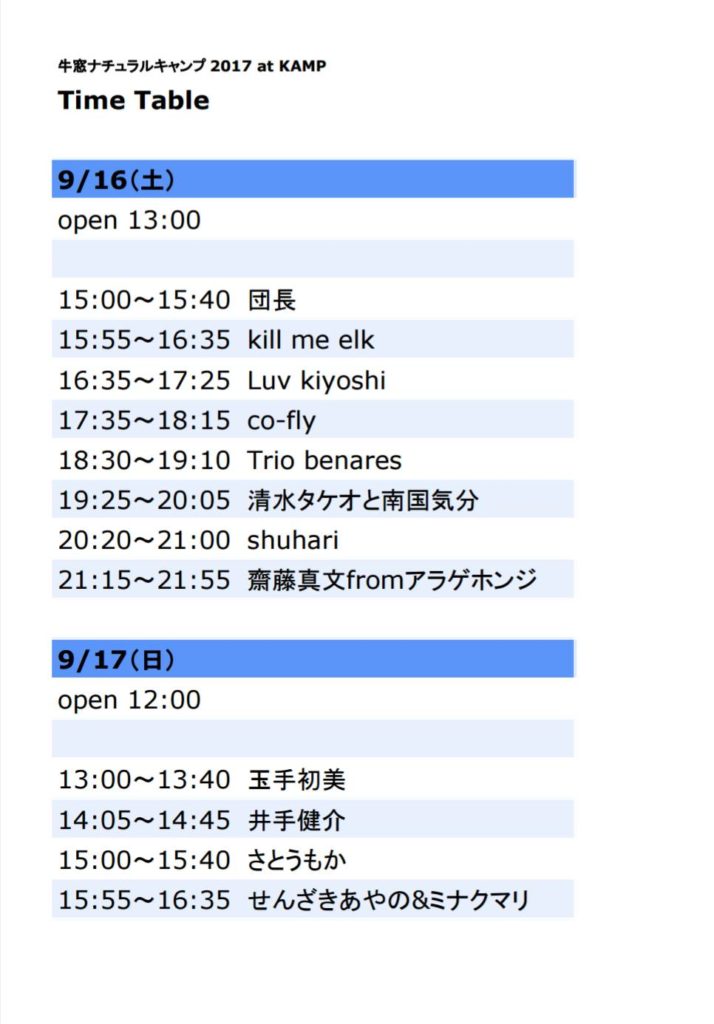 牛窓ナチュラルキャンプ 2017 at KAMP
Time Table
9/16(土)
open 13:00
15:00～15:40 団長
15:55～16:35 kill me elk
16:35～17:25 Luv kiyoshi
17:35～18:15 co-fly
18:30～19:10 Trio benares
19:25～20:05 清水タケオと南国気分
20:20～21:00 shuhari
21:15～21:55 齋藤真文fromアラゲホンジ
9/17(日)
open 12:00
13:00～13:40 玉手初美
14:05～14:45 井手健介
15:00～15:40 さとうもか
15:55～16:35 せんざきあやの&ミナクマリ